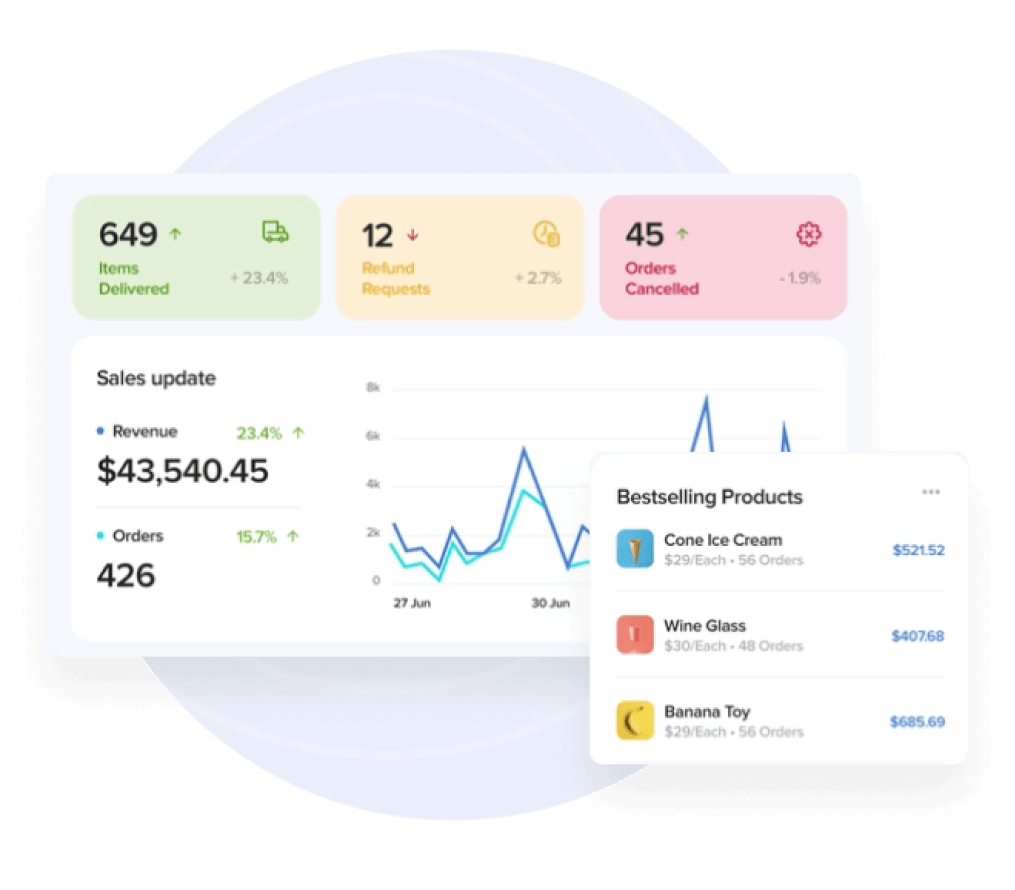 649 ↑
Items
Delivered
+ 23.4%
12 ↓
Refund
Requests
+ 2.7%
45 ↑
Orders
Cancelled
- 1.9%
Sales update
Revenue 23.4% ↑
$43,540.45
Orders 15.7% ↑
426
8k
6k
4k
2k
0
27 Jun 30 Jun
Bestselling Products
Cone Ice Cream
$29/Each • 56 Orders
$521.52
Wine Glass
$30/Each • 48 Orders
$407.68
Banana Toy
$29/Each • 56 Orders
$685.69